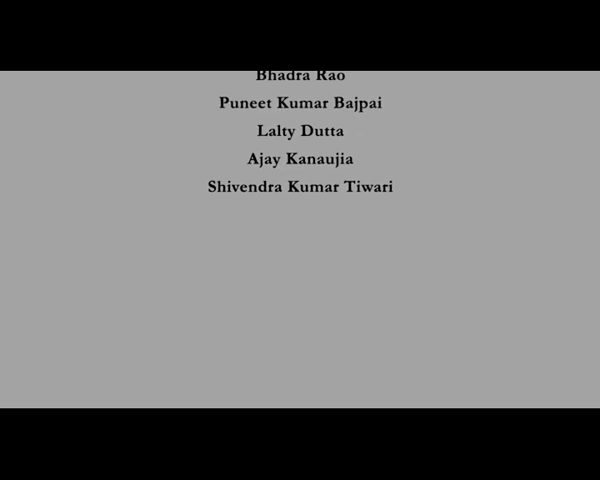 Bhadra Rao
Puneet Kumar Bajpai
Lalty Dutta
Ajay Kanaujia
Shivendra Kumar Tiwari